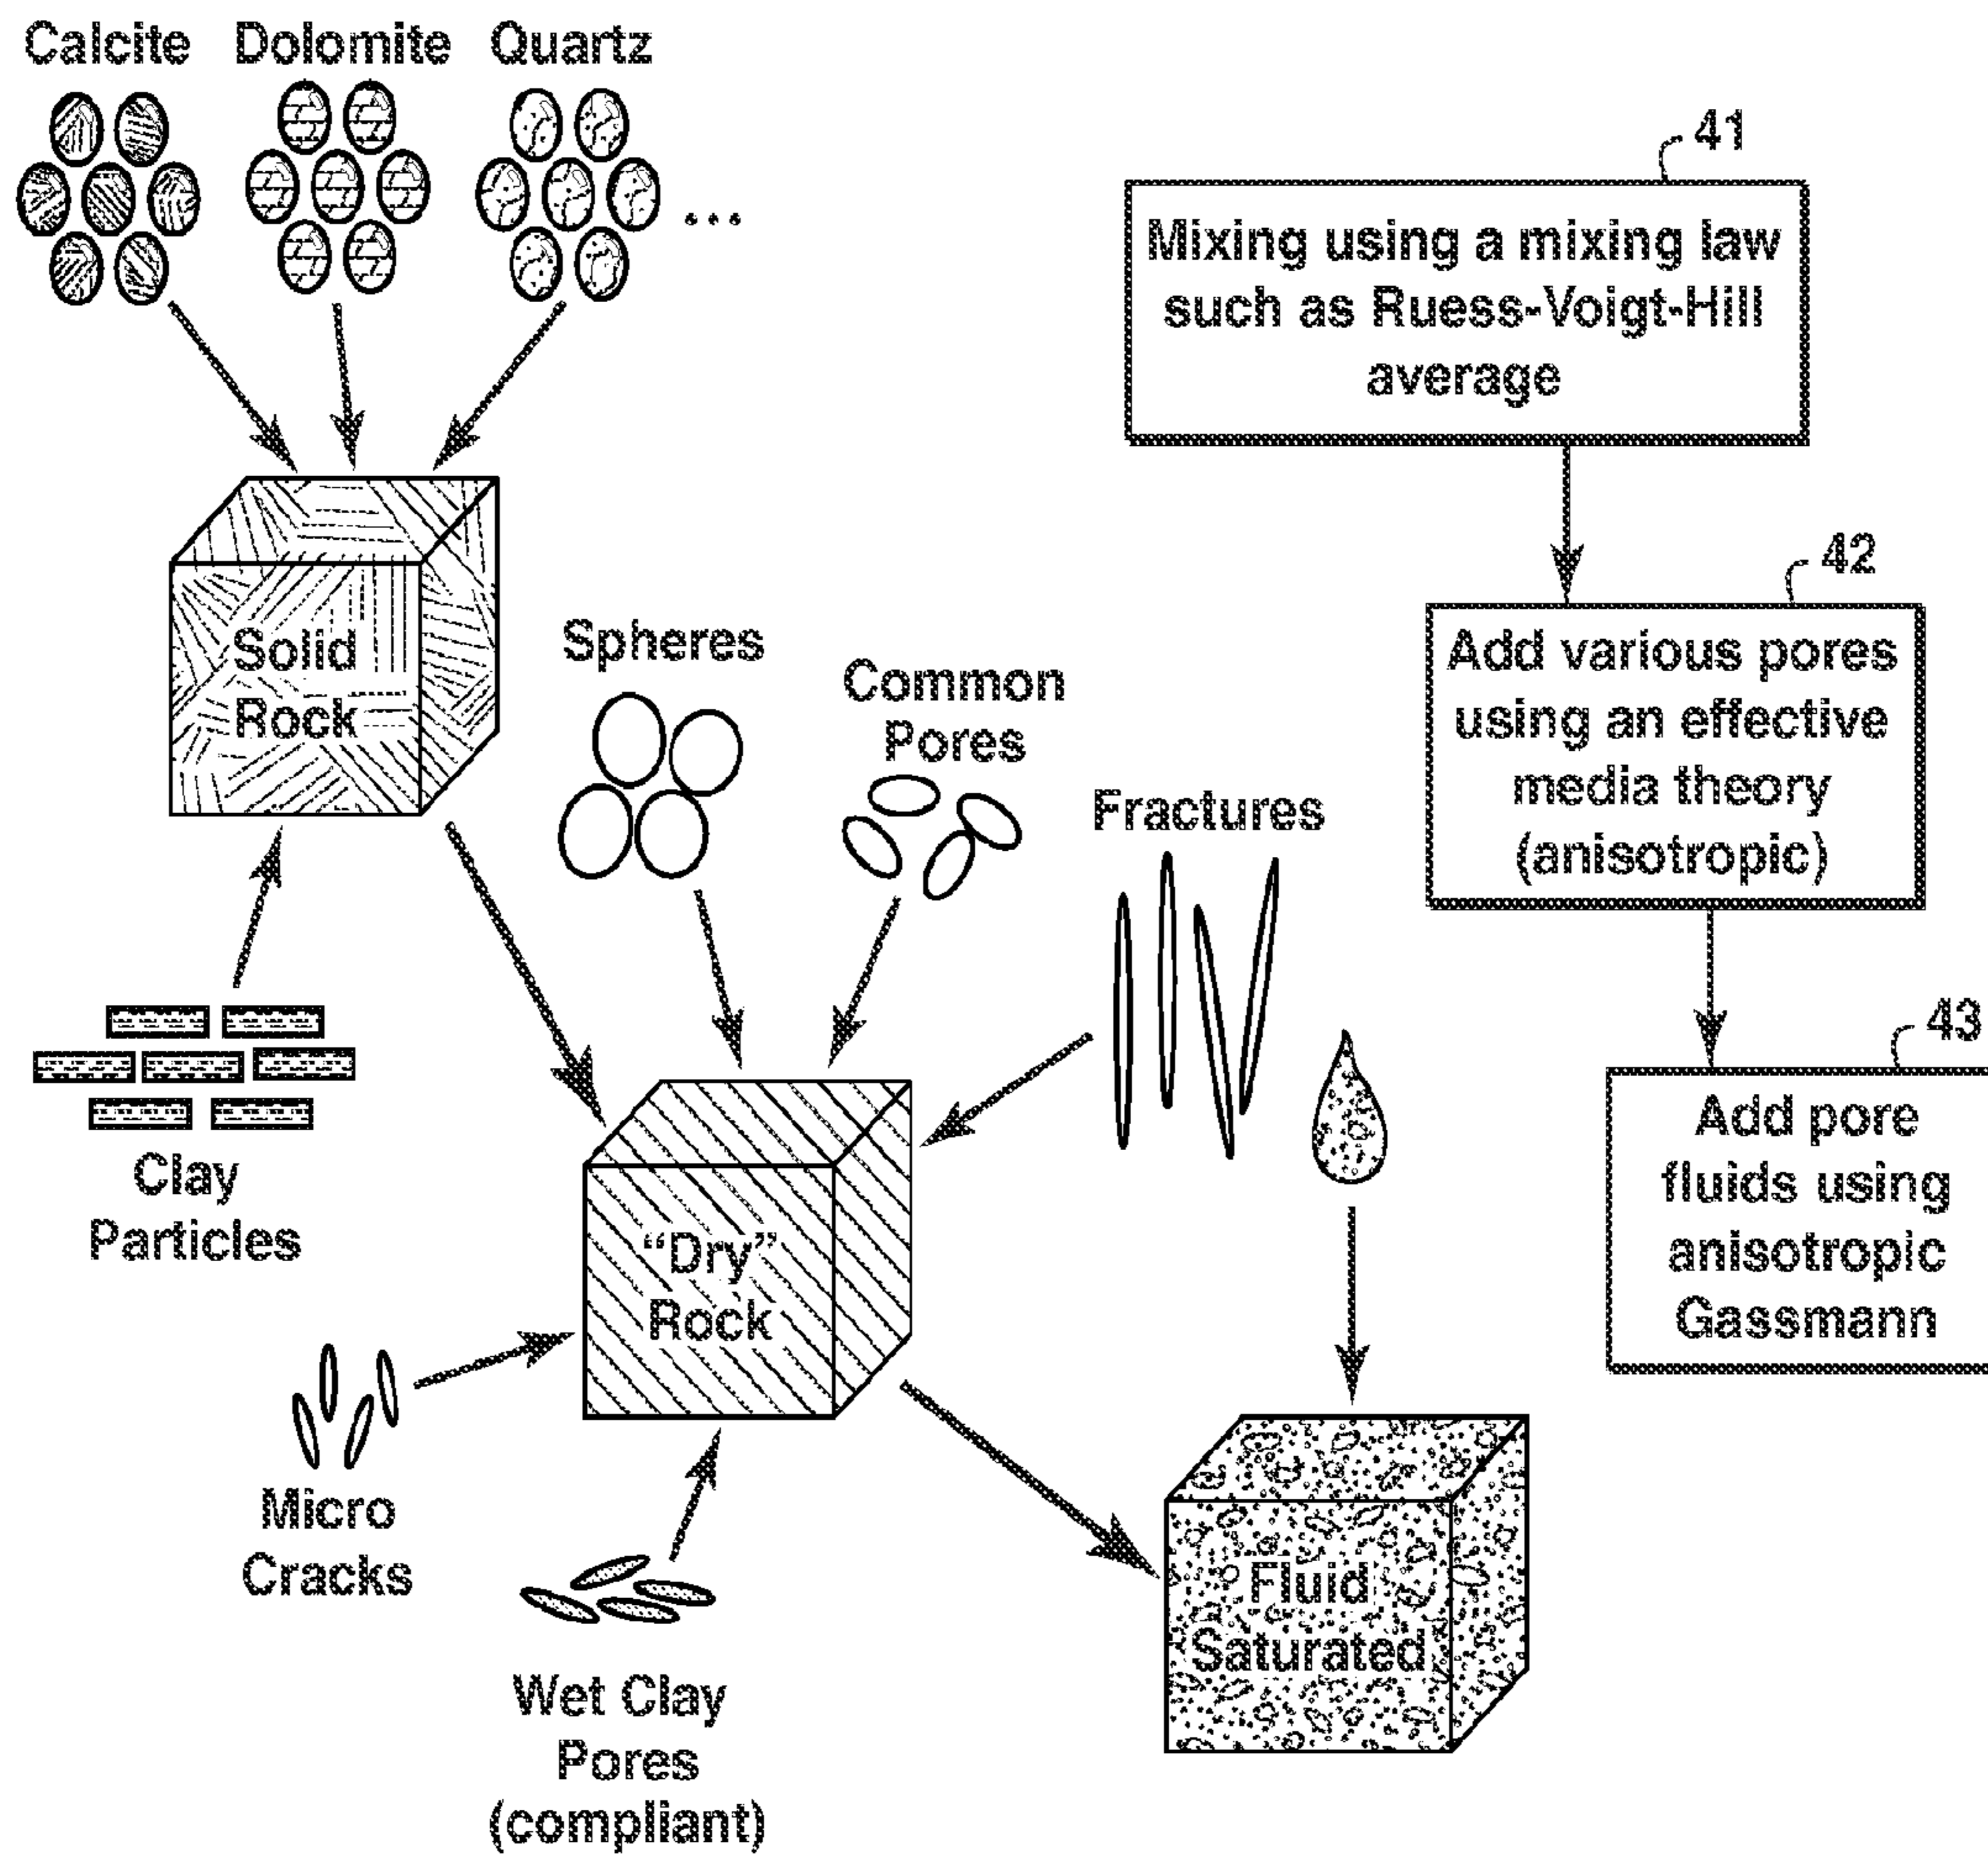 Calcite Dolomite Quartz
...
41
Mixing using a mixing law
such as Ruess-Voigt-Hill
average
42
Add various pores
using an effective
media theory
(anisotropic)
43
Add pore
fluids using
anisotropic
Gassmann
Solid
Rock
Spheres
Common
Pores
Fractures
Clay
Particles
"Dry"
Rock
Micro
Cracks
Wet Clay
Pores
(compliant)
Fluid
Saturated